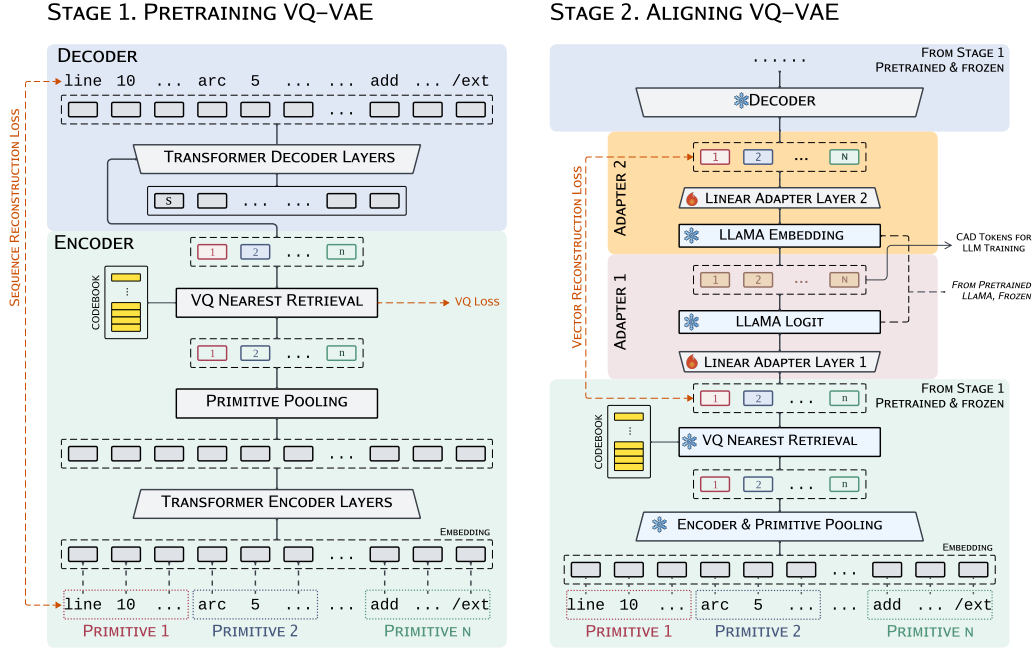 Stage 1. Pretraining VQ–VAE
Decoder
line 10 ... arc 5 ... ... add ... /ext
...
Transformer Decoder Layers
S ... ...
Sequence Reconstruction Loss
Encoder
1 2 ... n
Codebook
...
VQ Nearest Retrieval
VQ Loss
1 2 ... n
Primitive Pooling
...
Transformer Encoder Layers
Embedding
...
line 10 ... arc 5 ... ... add ... /ext
Primitive 1 Primitive 2 Primitive N
Stage 2. Aligning VQ–VAE
From Stage 1
Pretrained & frozen
......
Decoder
Adapter 2
1 2 ... N
Linear Adapter Layer 2
LLaMA Embedding
Vector Reconstruction Loss
CAD Tokens for
LLM Training
Adapter 1
1 2 ... N
From Pretrained
LLaMA, Frozen
LLaMA Logit
Linear Adapter Layer 1
From Stage 1
Pretrained & frozen
1 2 ... n
Codebook
...
VQ Nearest Retrieval
1 2 ... n
Encoder & Primitive Pooling
Embedding
...
line 10 ... arc 5 ... ... add ... /ext
Primitive 1 Primitive 2 Primitive N